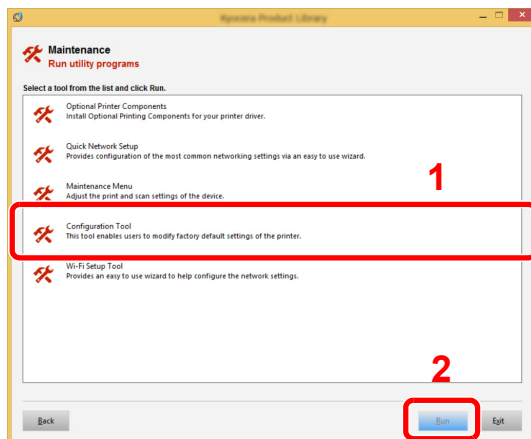 Kyocera Product Library
Maintenance
Run utility programs
Select a tool from the list and click Run.
Optional Printer Components
Install Optional Printing Components for your printer driver.
Quick Network Setup
Provides configuration of the most common networking settings via an easy to use wizard.
1
Maintenance Menu
Adjust the print and scan settings of the device.
Configuration Tool
This tool enables users to modify factory default settings of the printer.
Wi-Fi Setup Tool
Provides an easy to use wizard to help configure the network settings.
2
Back
Run
Exit